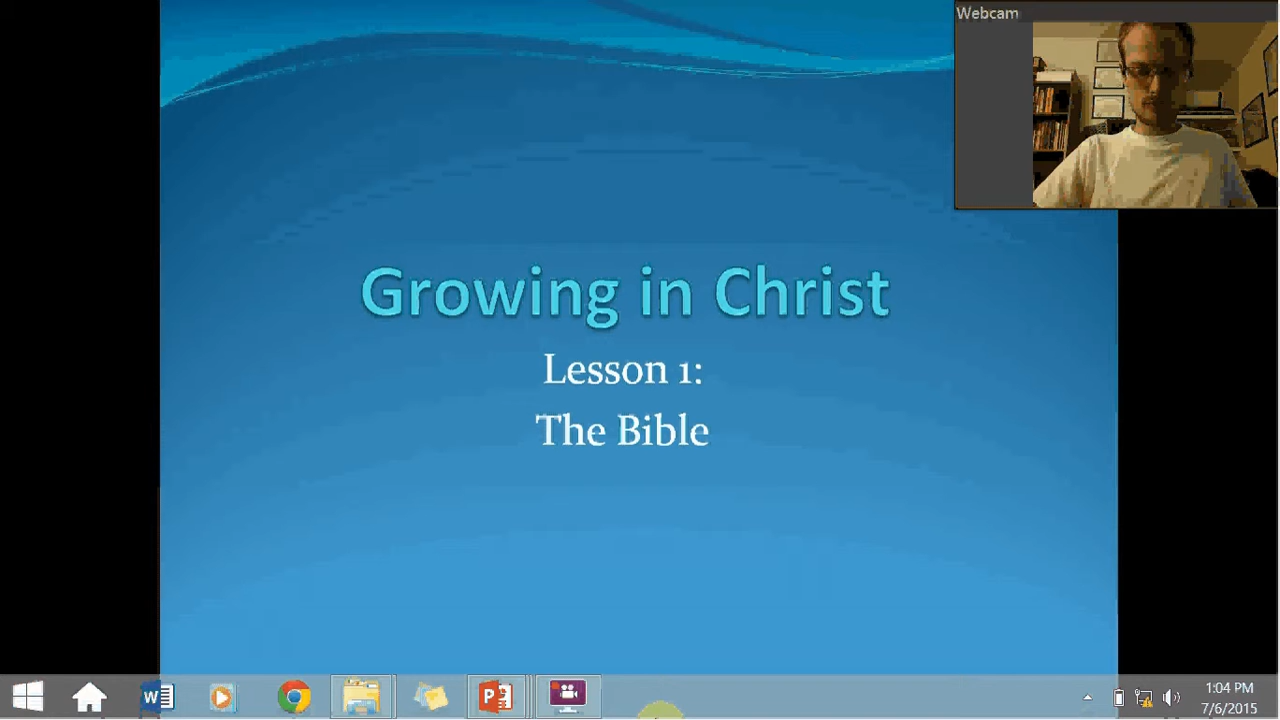 Webcam
Growing in Christ
Lesson 1:
The Bible
1:04 PM
7/6/2015